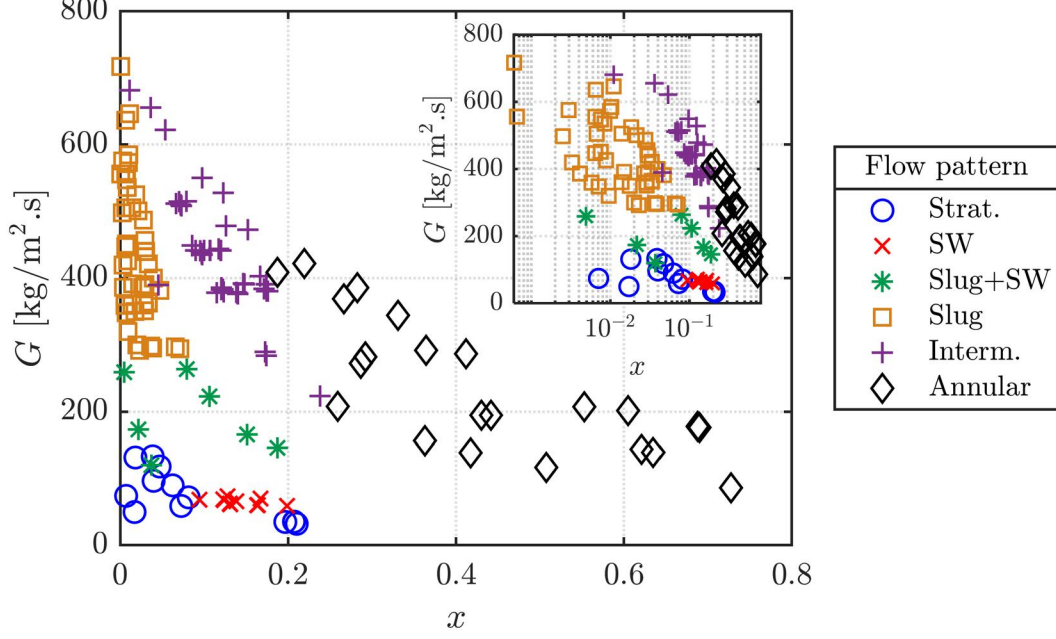 800
600
400
200
0
G [kg/m².s]
0 0.2 0.4 0.6 0.8
x
800
600
400
200
0
G [kg/m².s]
10⁻² 10⁻¹
x
Flow pattern
Strat.
SW
Slug+SW
Slug
Interm.
Annular